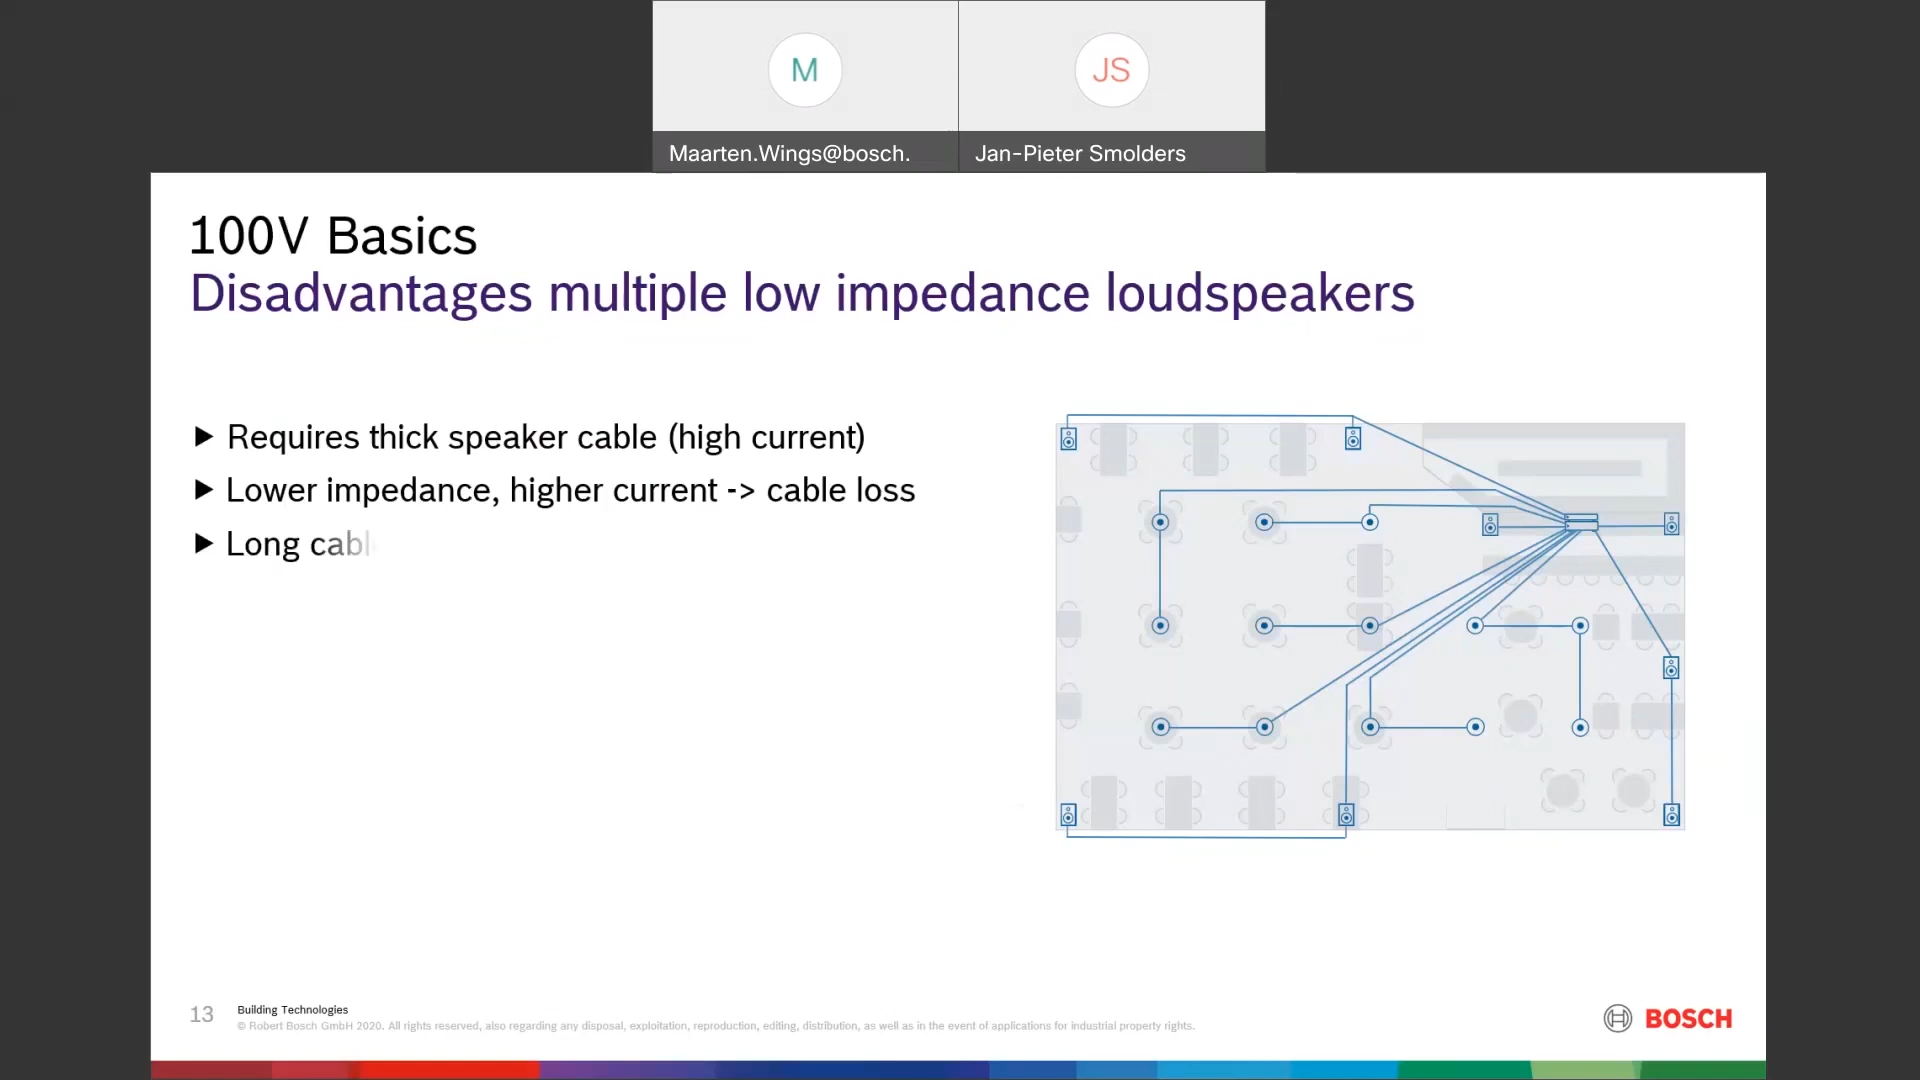 M
JS
Maarten.Wings@bosch.
Jan-Pieter Smolders
100V Basics
Disadvantages multiple low impedance loudspeakers
► Requires thick speaker cable (high current)
► Lower impedance, higher current -> cable loss
► Long cabl
13
Building Technologies
© Robert Bosch GmbH 2020. All rights reserved, also regarding any disposal, exploitation, reproduction, editing, distribution, as well as in the event of applications for industrial property rights.
BOSCH